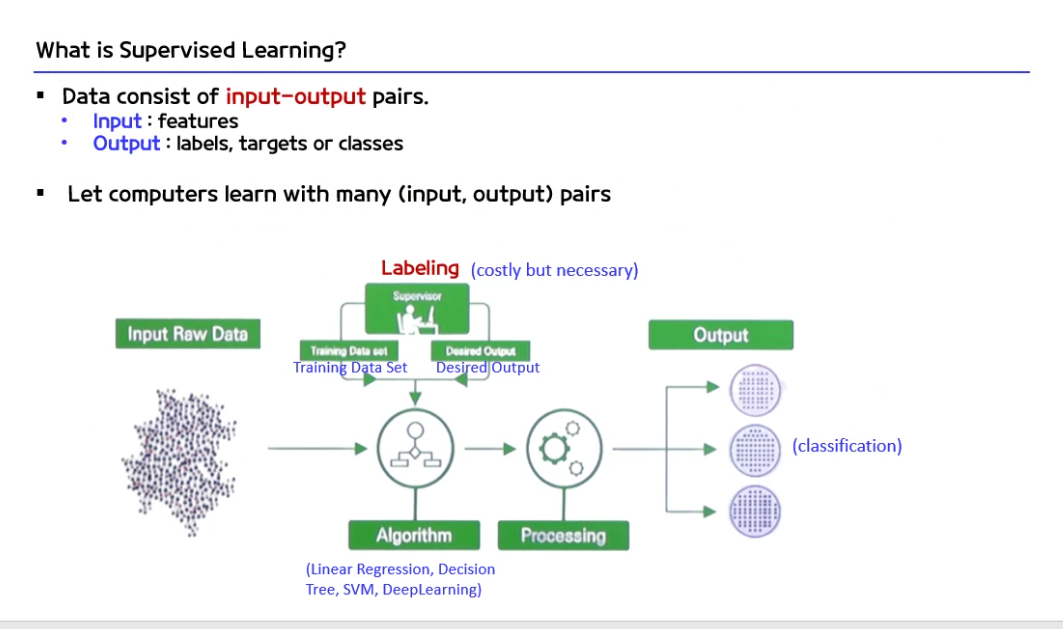 What is Supervised Learning?
▪ Data consist of input-output pairs.
• Input : features
• Output : labels, targets or classes
▪ Let computers learn with many (input, output) pairs
Labeling (costly but necessary)
Supervisor
Input Raw Data
Training Data set
Desired Output
Training Data Set
Desired Output
Output
(classification)
Algorithm
Processing
(Linear Regression, Decision
Tree, SVM, DeepLearning)